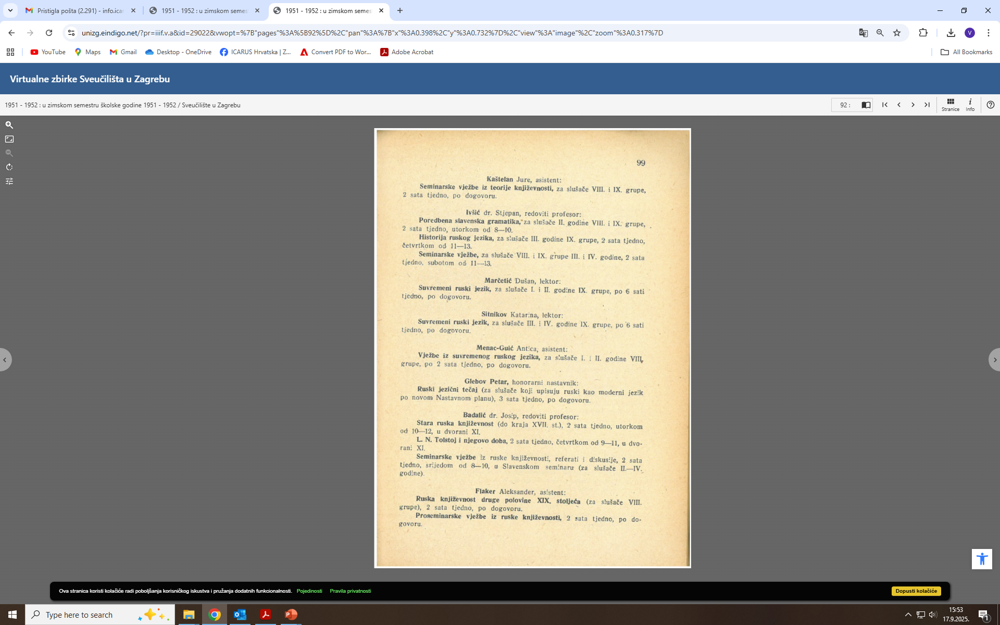 Pristigla pošta (2.291) - info.icar
1951 - 1952 : u zimskom semes
1951 - 1952 : u zimskom semes
unizg.eindigo.net/?pr=iiif.v.a&id=29022&vwopt=%7B"pages"%3A%5B92%5D%2C"pan"%3A%7B"x"%3A0.398%2C"y"%3A0.732%7D%2C"view"%3A"image"%2C"zoom"%3A0.317%7D
V
YouTube
Maps
Gmail
Desktop - OneDrive
ICARUS Hrvatska | Z...
Convert PDF to Wor...
Adobe Acrobat
All Bookmarks
Virtualne zbirke Sveučilišta u Zagrebu
1951 - 1952 : u zimskom semestru školske godine 1951 - 1952 / Sveučilište u Zagrebu
92 :
Stranice
Info
99
Kaštelan Jure, asistent:
Seminarske vježbe iz teorije književnosti, za slušače VIII. i IX. grupe,
2 sata tjedno, po dogovoru.
Ivšić dr. Stjepan, redoviti profesor:
Poredbena slavenska gramatika, za slušače II. godine VIII. i IX. grupe,
2 sata tjedno, utorkom od 8—10.
Historija ruskog jezika, za slušače III. godine IX. grupe, 2 sata tjedno,
četvrtkom od 11—13.
Seminarske vježbe, za slušače VIII. i IX. grupe III. i IV. godine, 2 sata
tjedno, subotom od 11—13.
Marčetić Dušan, lektor:
Suvremeni ruski jezik, za slušače I. i II. godine IX. grupe, po 6 sati
tjedno, po dogovoru.
Sitnikov Katarina, lektor:
Suvremeni ruski jezik, za slušače III. i IV. godine IX. grupe, po 6 sati
tjedno, po dogovoru.
Menac-Guić Antica, asistent:
Vježbe iz suvremenog ruskog jezika, za slušače I. i II. godine VIII.
grupe, po 2 sata tjedno, po dogovoru.
Glebov Petar, honorarni nastavnik:
Ruski jezični tečaj (za slušače koji upisuju ruski kao moderni jezik
po novom Nastavnom planu), 3 sata tjedno, po dogovoru.
Badalić dr. Josip, redoviti profesor:
Stara ruska književnost (do kraja XVII. st.), 2 sata tjedno, utorkom
od 10—12, u dvorani XI.
L. N. Tolstoj i njegovo doba, 2 sata tjedno, četvrtkom od 9—11, u dvo-
rani XI.
Seminarske vježbe iz ruske književnosti, referati i diskusije, 2 sata
tjedno, srijedom od 8—10, u Slavenskom seminaru (za slušače II.—IV.
godine).
Flaker Aleksander, asistent:
Ruska književnost druge polovine XIX. stoljeća (za slušače VIII.
grupe), 2 sata tjedno, po dogovoru.
Proseminarske vježbe iz ruske književnosti, 2 sata tjedno, po do-
govoru.
Ova stranica koristi kolačiće radi poboljšanja korisničkog iskustva i pružanja dodatnih funkcionalnosti. Pojedinosti Pravila privatnosti
Dopusti kolačiće
Type here to search
15:53
17.9.2025.
1